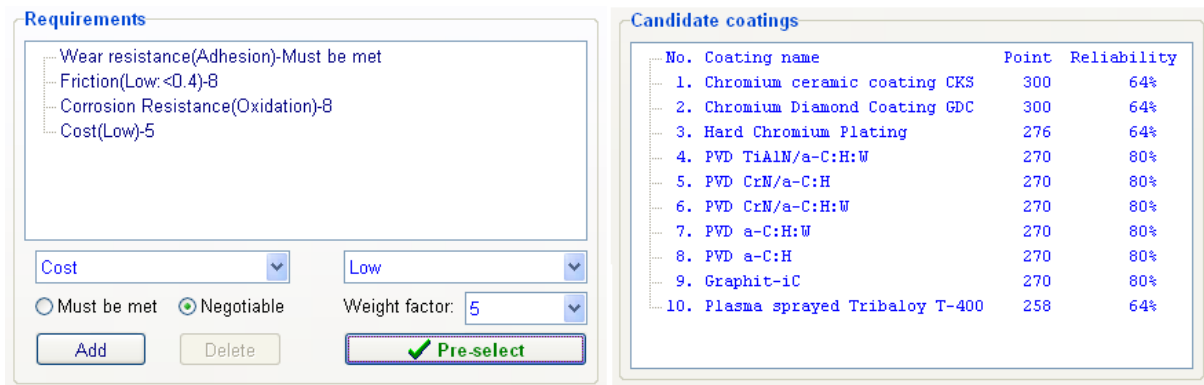 Requirements
Wear resistance(Adhesion)-Must be met
Friction(Low:<0.4)-8
Corrosion Resistance(Oxidation)-8
Cost(Low)-5
Cost Low
Must be met Negotiable Weight factor: 5
Add Delete Pre-select
Candidate coatings
No. Coating name Point Reliability
1. Chromium ceramic coating CKS 300 64%
2. Chromium Diamond Coating GDC 300 64%
3. Hard Chromium Plating 276 64%
4. PVD TiAlN/a-C:H:W 270 80%
5. PVD CrN/a-C:H 270 80%
6. PVD CrN/a-C:H:W 270 80%
7. PVD a-C:H:W 270 80%
8. PVD a-C:H 270 80%
9. Graphit-iC 270 80%
10. Plasma sprayed Tribaloy T-400 258 64%